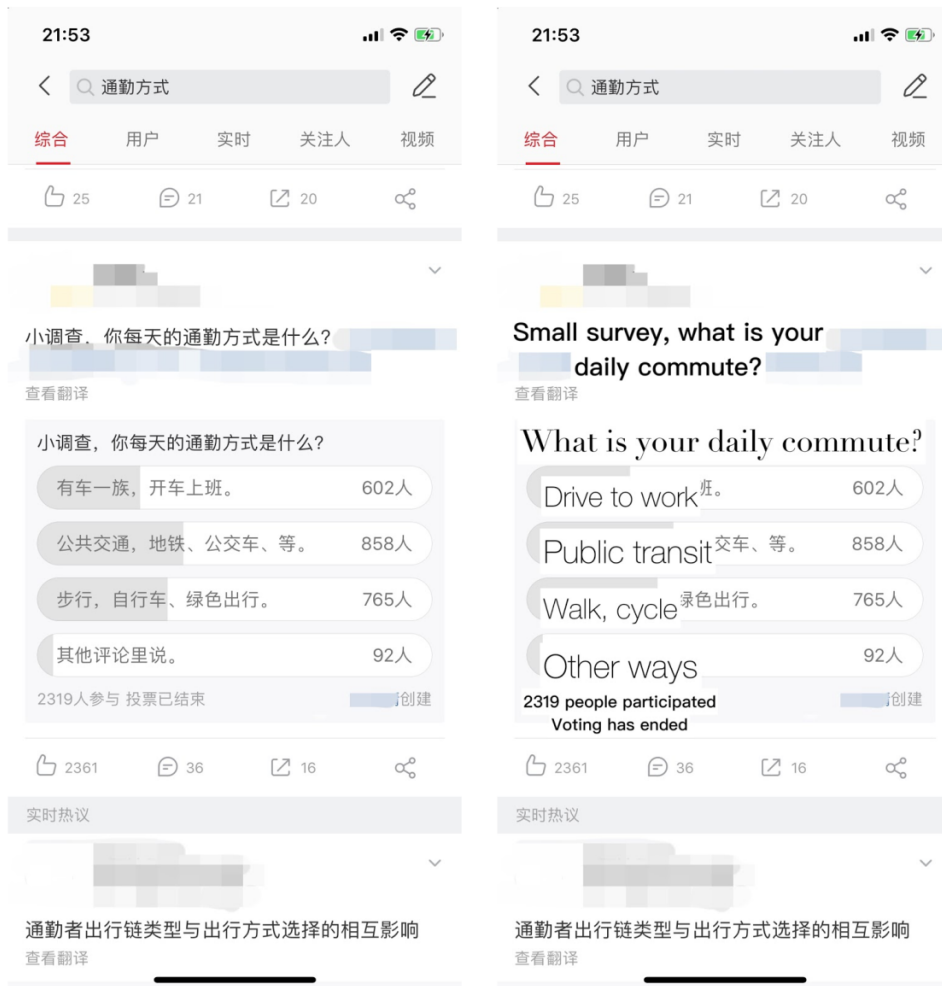 21:53
通勤方式
综合 用户 实时 关注人 视频
25 21 20
小调查，你每天的通勤方式是什么？
查看翻译
小调查，你每天的通勤方式是什么？
有车一族，开车上班。 602人
公共交通，地铁、公交车、等。 858人
步行，自行车、绿色出行。 765人
其他评论里说。 92人
2319人参与 投票已结束 创建
2361 36 16
实时热议
通勤者出行链类型与出行方式选择的相互影响
查看翻译
21:53
通勤方式
综合 用户 实时 关注人 视频
25 21 20
Small survey, what is your
daily commute?
查看翻译
What is your daily commute?
Drive to work 班。 602人
Public transit 交车、等。 858人
Walk, cycle 绿色出行。 765人
Other ways 92人
2319 people participated 创建
Voting has ended
2361 36 16
实时热议
通勤者出行链类型与出行方式选择的相互影响
查看翻译